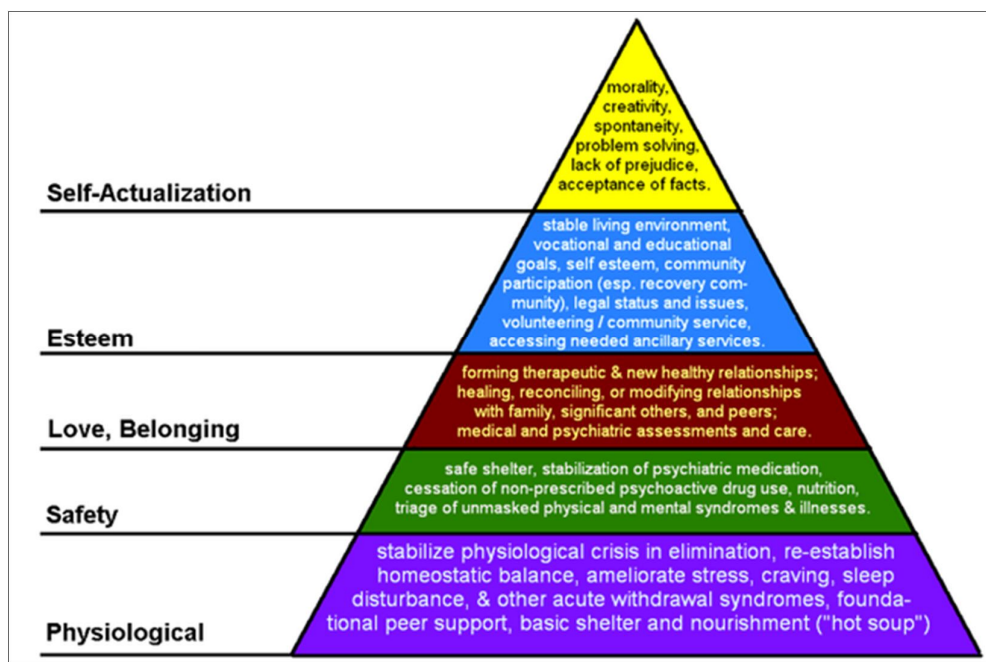 morality,
creativity,
spontaneity,
problem solving,
lack of prejudice,
acceptance of facts.
Self-Actualization
stable living environment,
vocational and educational
goals, self esteem, community
participation (esp. recovery com-
munity), legal status and issues,
volunteering / community service,
accessing needed ancillary services.
Esteem
forming therapeutic & new healthy relationships;
healing, reconciling, or modifying relationships
with family, significant others, and peers;
medical and psychiatric assessments and care.
Love, Belonging
safe shelter, stabilization of psychiatric medication,
cessation of non-prescribed psychoactive drug use, nutrition,
triage of unmasked physical and mental syndromes & illnesses.
Safety
stabilize physiological crisis in elimination, re-establish
homeostatic balance, ameliorate stress, craving, sleep
disturbance, & other acute withdrawal syndromes, founda-
tional peer support, basic shelter and nourishment ("hot soup")
Physiological